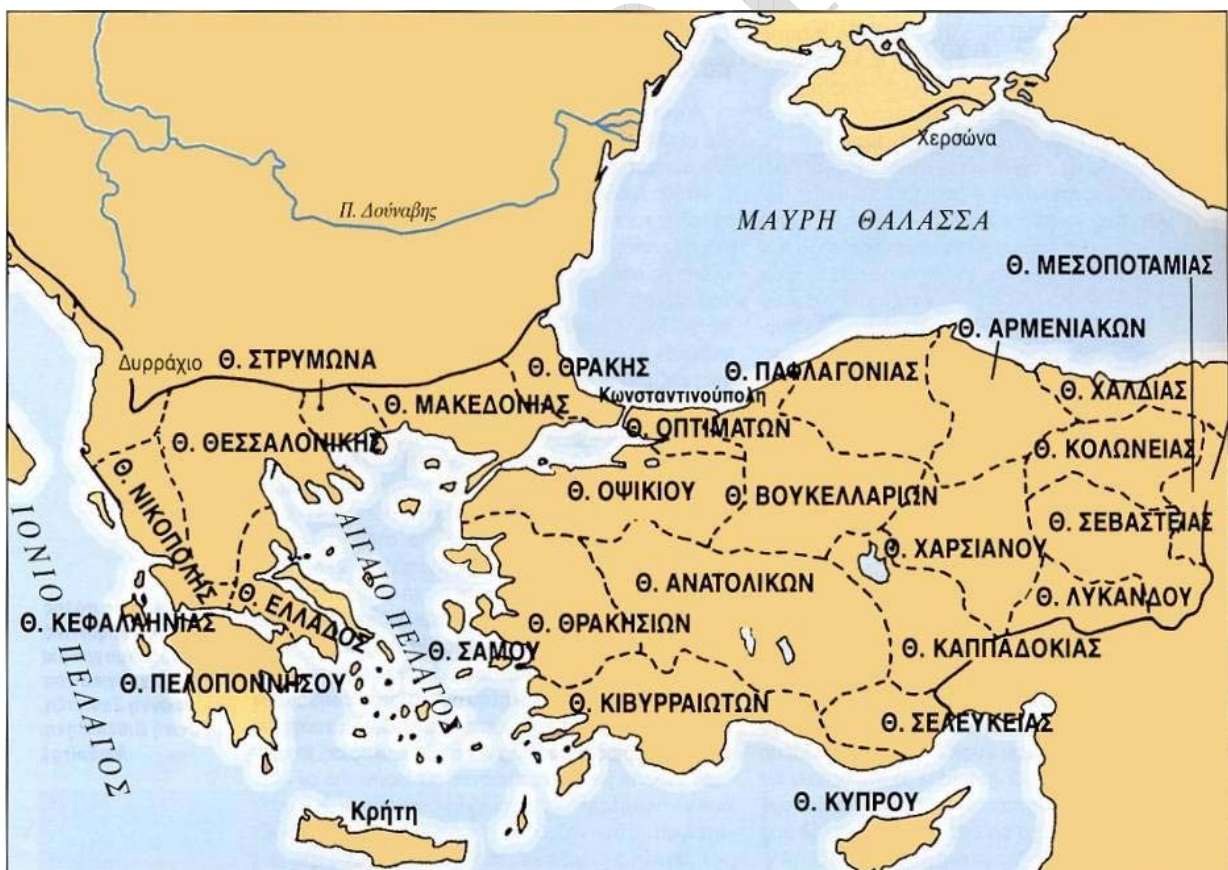 Χερσώνα
Π. Δούναβης
ΜΑΥΡΗ ΘΑΛΑΣΣΑ
Θ. ΜΕΣΟΠΟΤΑΜΙΑΣ
Θ. ΑΡΜΕΝΙΑΚΩΝ
Δυρράχιο
Θ. ΣΤΡΥΜΩΝΑ
Θ. ΘΡΑΚΗΣ
Θ. ΠΑΦΛΑΓΟΝΙΑΣ
Θ. ΧΑΛΔΙΑΣ
Κωνσταντινούπολη
Θ. ΜΑΚΕΔΟΝΙΑΣ
Θ. ΟΠΤΙΜΑΤΩΝ
Θ. ΘΕΣΣΑΛΟΝΙΚΗΣ
Θ. ΚΟΛΩΝΕΙΑΣ
Θ. ΝΙΚΟΠΟΛΗΣ
Θ. ΟΨΙΚΙΟΥ
Θ. ΒΟΥΚΕΛΛΑΡΙΩΝ
Θ. ΣΕΒΑΣΤΕΙΑΣ
ΙΟΝΙΟ ΠΕΛΑΓΟΣ
ΑΙΓΑΙΟ ΠΕΛΑΓΟΣ
Θ. ΧΑΡΣΙΑΝΟΥ
Θ. ΑΝΑΤΟΛΙΚΩΝ
Θ. ΕΛΛΑΔΟΣ
Θ. ΛΥΚΑΝΔΟΥ
Θ. ΚΕΦΑΛΛΗΝΙΑΣ
Θ. ΘΡΑΚΗΣΙΩΝ
Θ. ΣΑΜΟΥ
Θ. ΚΑΠΠΑΔΟΚΙΑΣ
Θ. ΠΕΛΟΠΟΝΝΗΣΟΥ
Θ. ΚΙΒΥΡΡΑΙΩΤΩΝ
Θ. ΣΕΛΕΥΚΕΙΑΣ
Κρήτη
Θ. ΚΥΠΡΟΥ